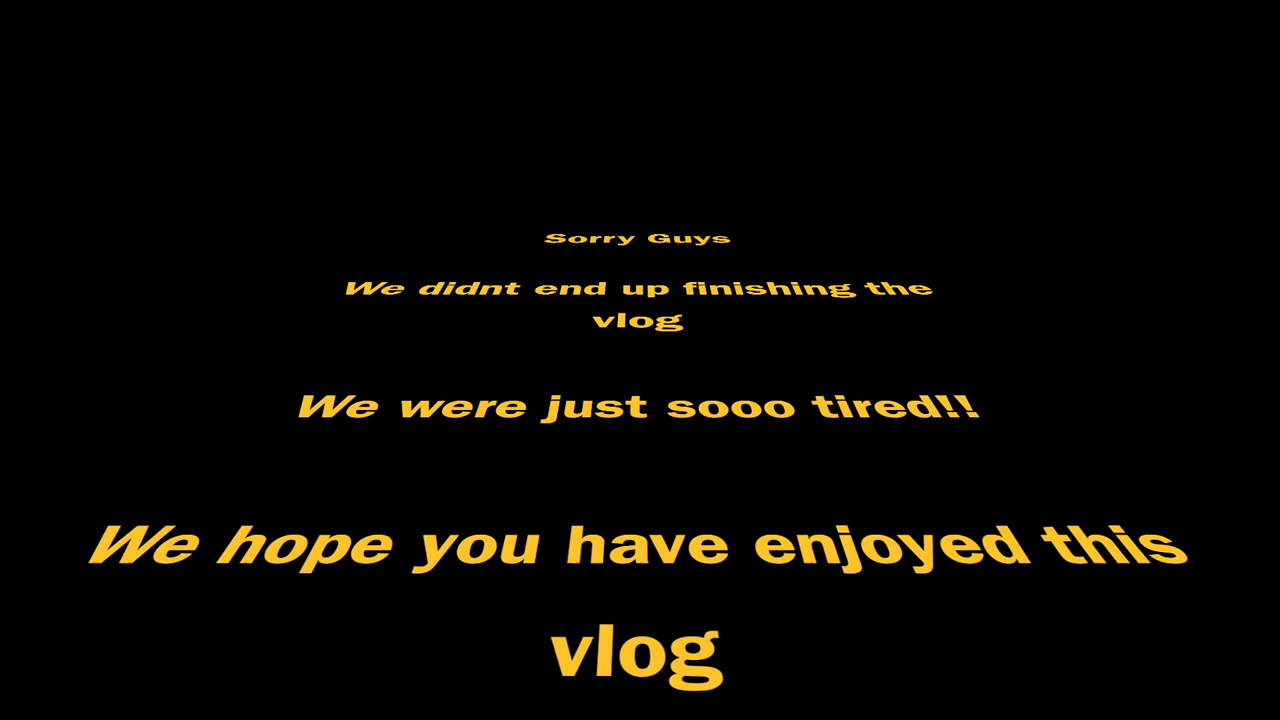 Sorry Guys
We didnt end up finishing the
vlog
We were just sooo tired!!
We hope you have enjoyed this
vlog